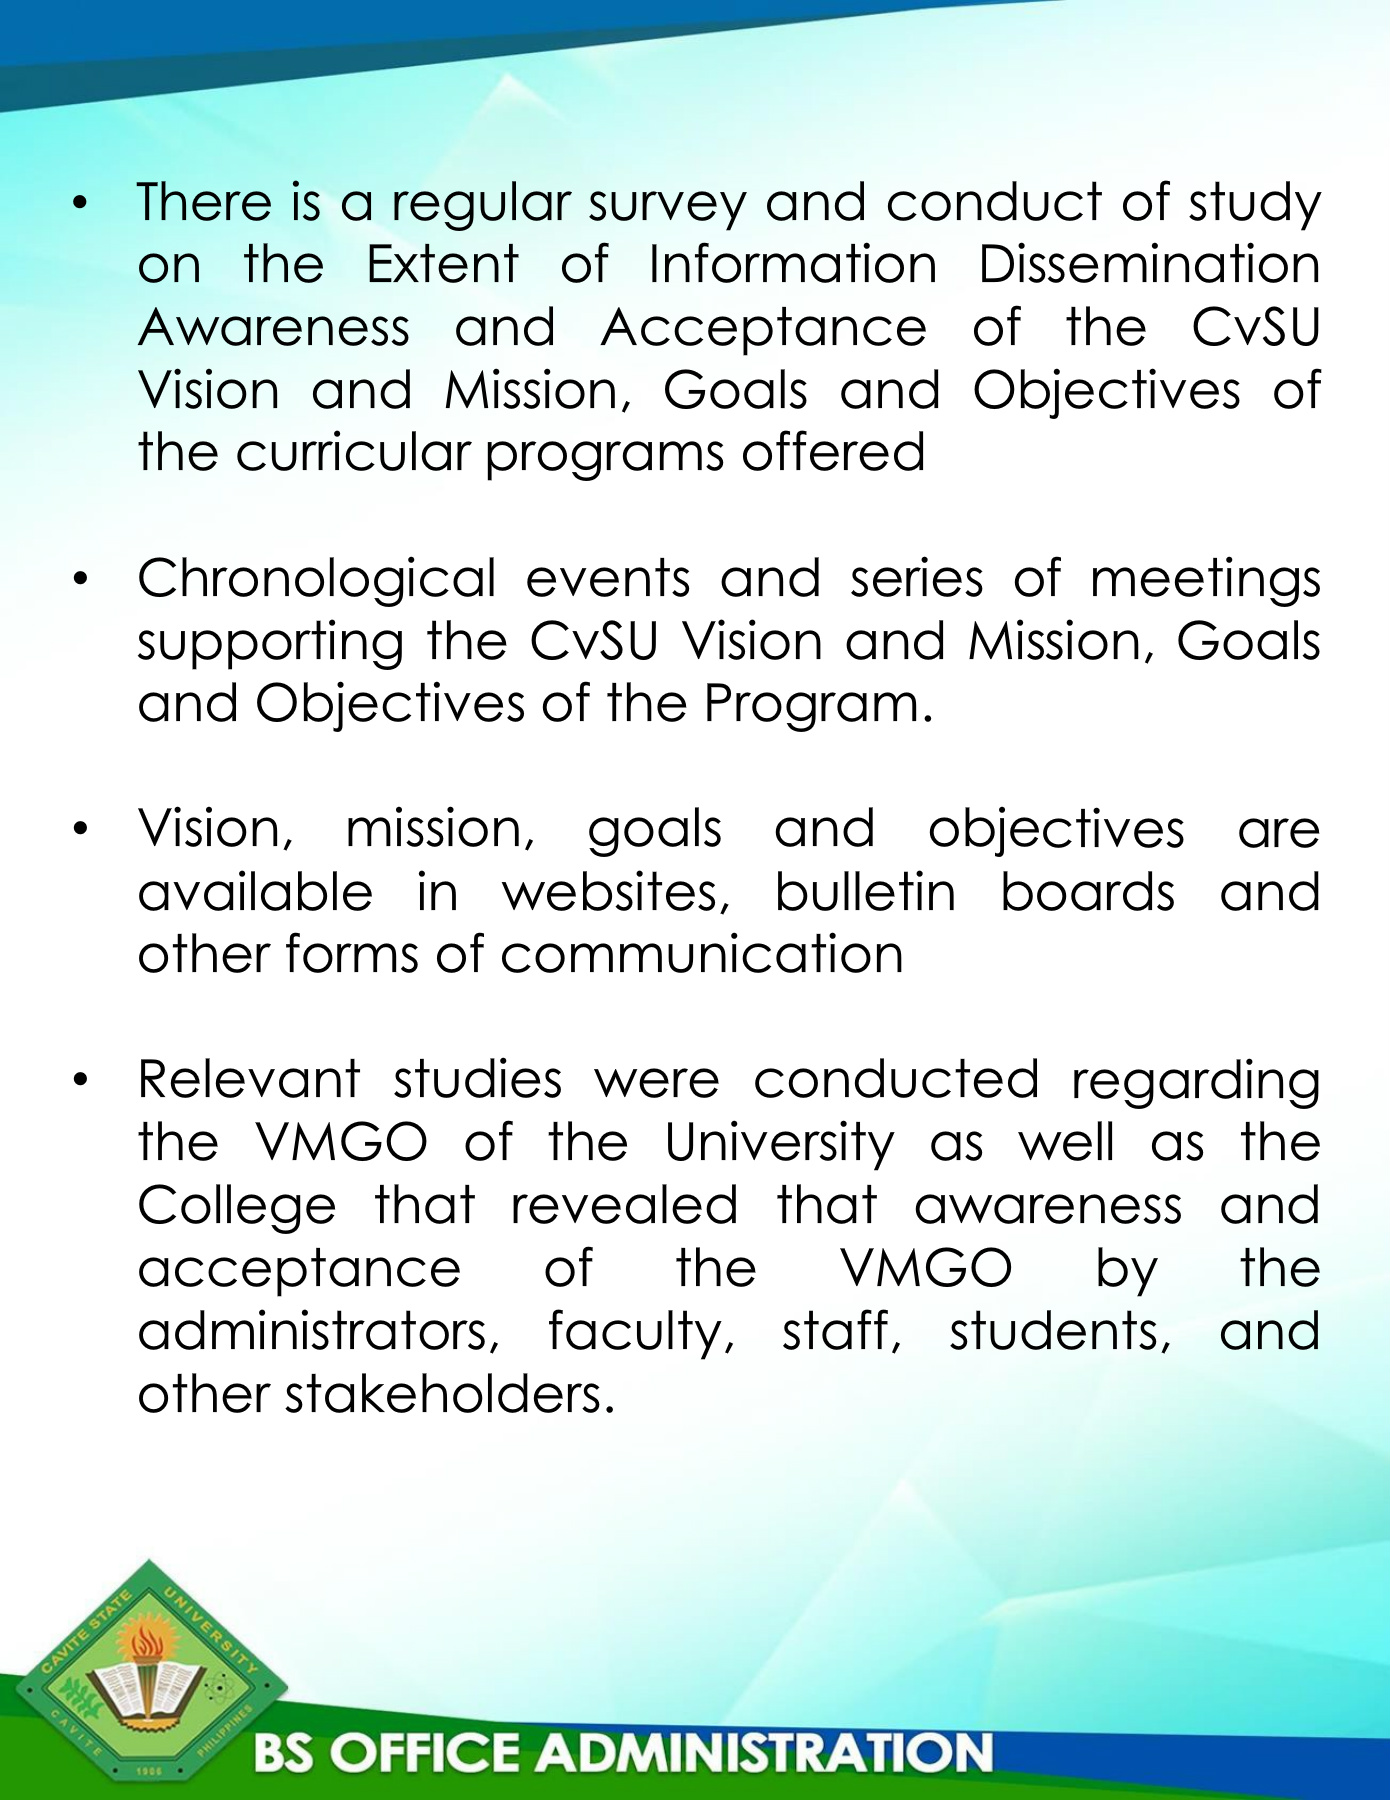 • There is a regular survey and conduct of study
on the Extent of Information Dissemination
Awareness and Acceptance of the CvSU
Vision and Mission, Goals and Objectives of
the curricular programs offered
• Chronological events and series of meetings
supporting the CvSU Vision and Mission, Goals
and Objectives of the Program.
• Vision, mission, goals and objectives are
available in websites, bulletin boards and
other forms of communication
• Relevant studies were conducted regarding
the VMGO of the University as well as the
College that revealed that awareness and
acceptance of the VMGO by the
administrators, faculty, staff, students, and
other stakeholders.
CAVITE STATE UNIVERSITY
CAVITE PHILIPPINES
1906
BS OFFICE ADMINISTRATION